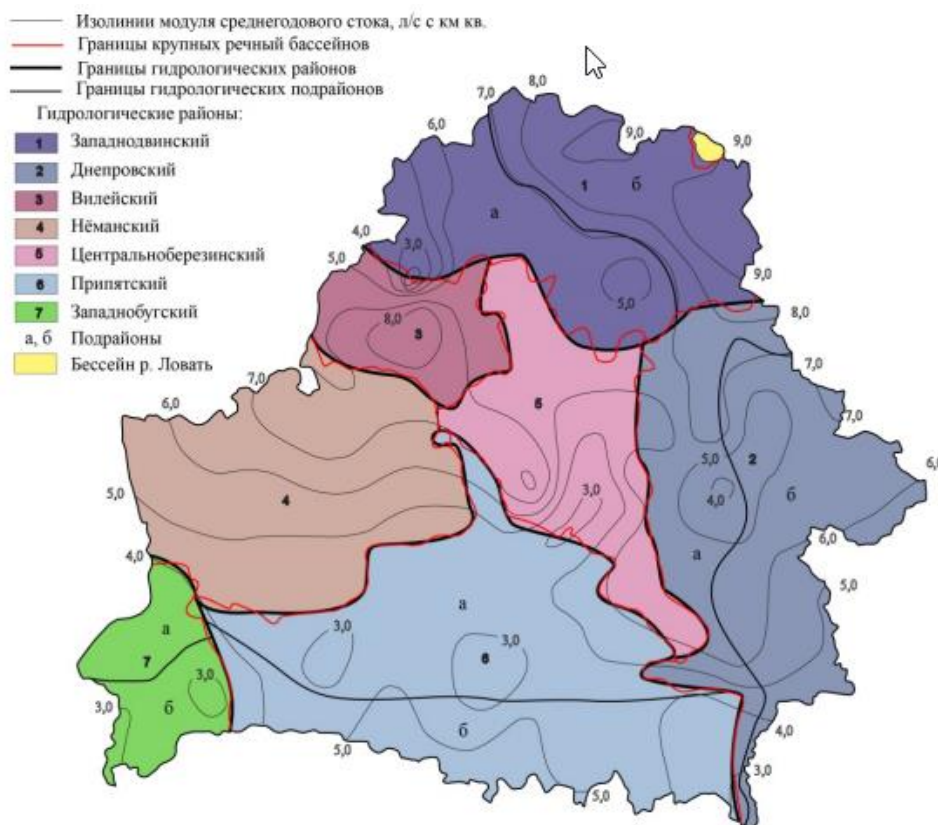 Изолинии модуля среднегодового стока, л/с с км кв.
Границы крупных речный бассейнов
Границы гидрологических районов
Границы гидрологических подрайонов
Гидрологические районы:
1 Западнодвинский
2 Днепровский
3 Вилейский
4 Нёманский
5 Центральноберезинский
6 Припятский
7 Западнобугский
а, б Подрайоны
Бессейн р. Ловать
8,0
7,0
6,0
9,0
9,0
1
б
а
4,0
3,0
5,0
9,0
5,0
8,0
8,0
3
7,0
7,0
7,0
6,0
5
5,0
2
6,0
5,0
4
3,0
4,0
б
6,0
4,0
а
5,0
а
а
3,0
3,0
7
6
3,0
б
3,0
б
4,0
5,0
3,0
5,0